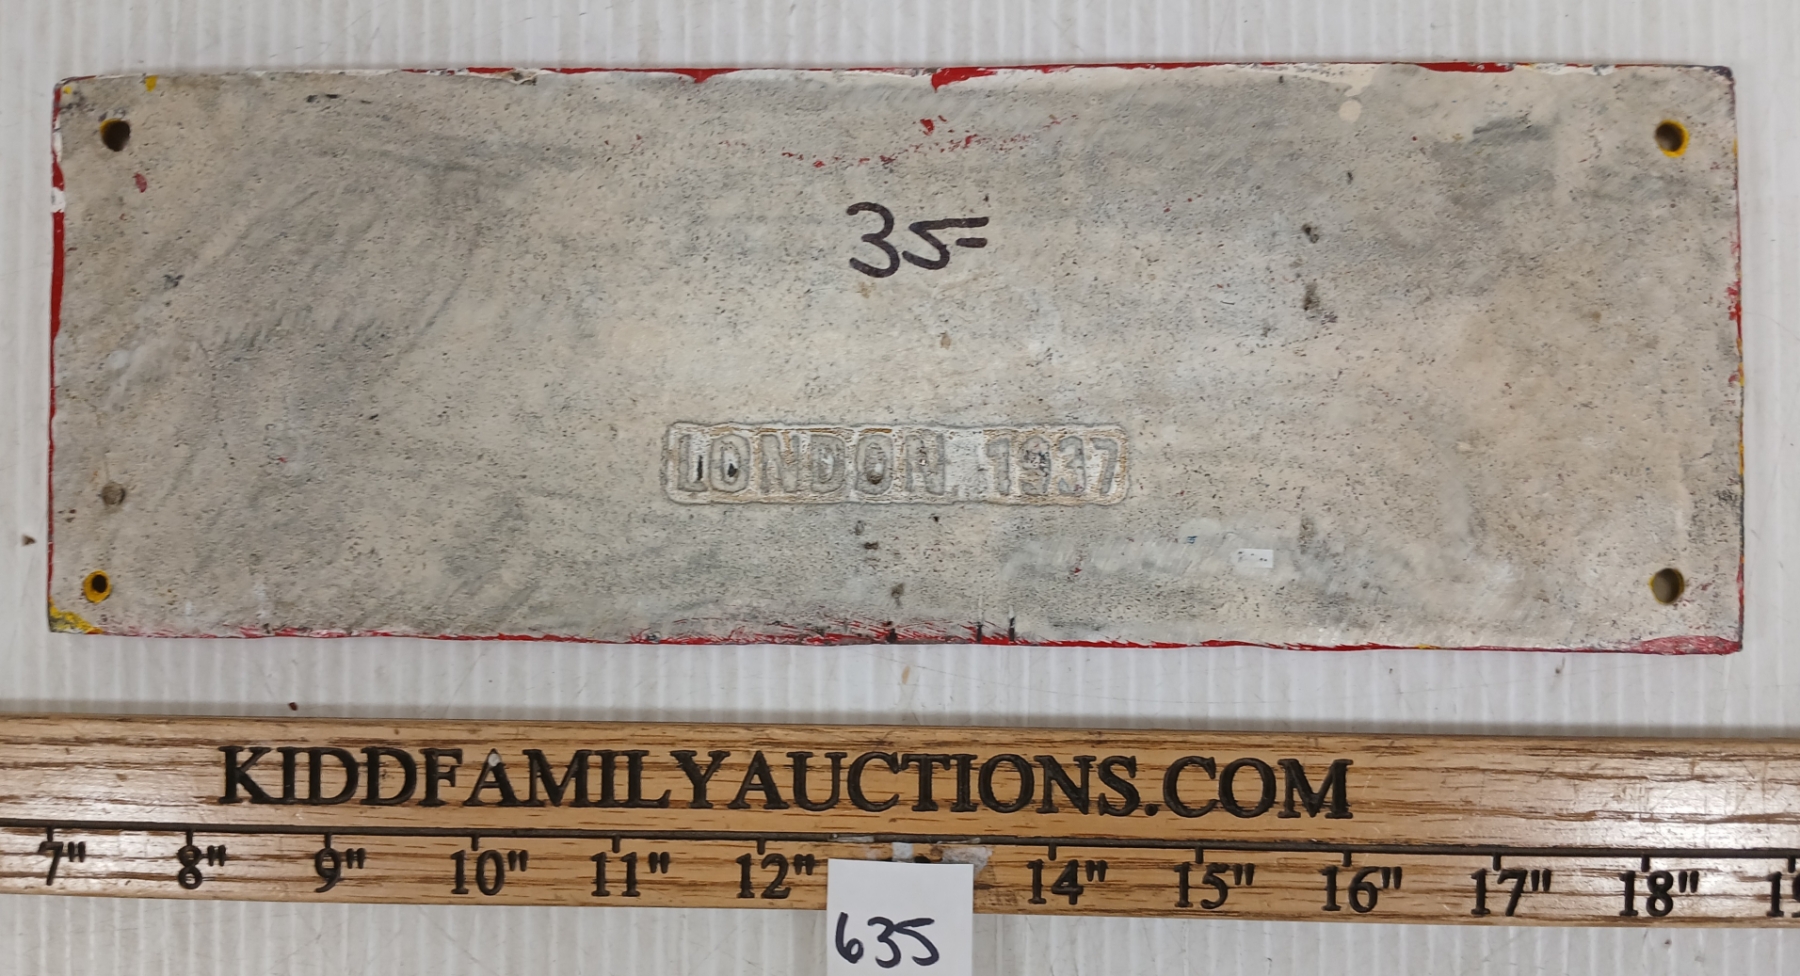 35=
LONDON 1937
KIDDFAMILYAUCTIONS.COM
7" 8" 9" 10" 11" 12" 14" 15" 16" 17" 18"
635